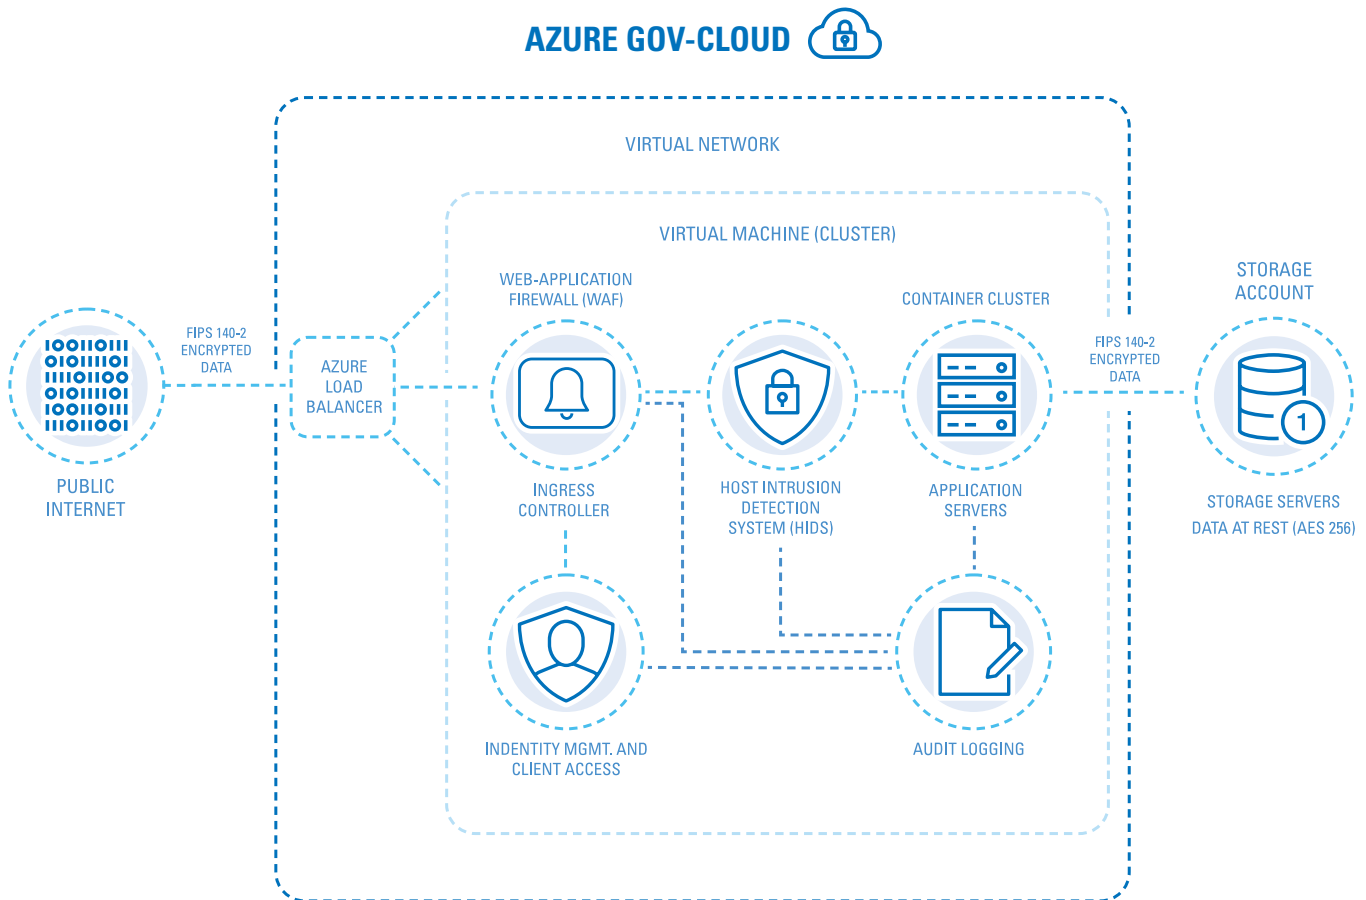 AZURE GOV-CLOUD
VIRTUAL NETWORK
VIRTUAL MACHINE (CLUSTER)
WEB-APPLICATION
FIREWALL (WAF)
CONTAINER CLUSTER
STORAGE
ACCOUNT
FIPS 140-2
ENCRYPTED
DATA
AZURE
LOAD
BALANCER
FIPS 140-2
ENCRYPTED
DATA
1
PUBLIC
INTERNET
INGRESS
CONTROLLER
HOST INTRUSION
DETECTION
SYSTEM (HIDS)
APPLICATION
SERVERS
STORAGE SERVERS
DATA AT REST (AES 256)
INDENTITY MGMT. AND
CLIENT ACCESS
AUDIT LOGGING